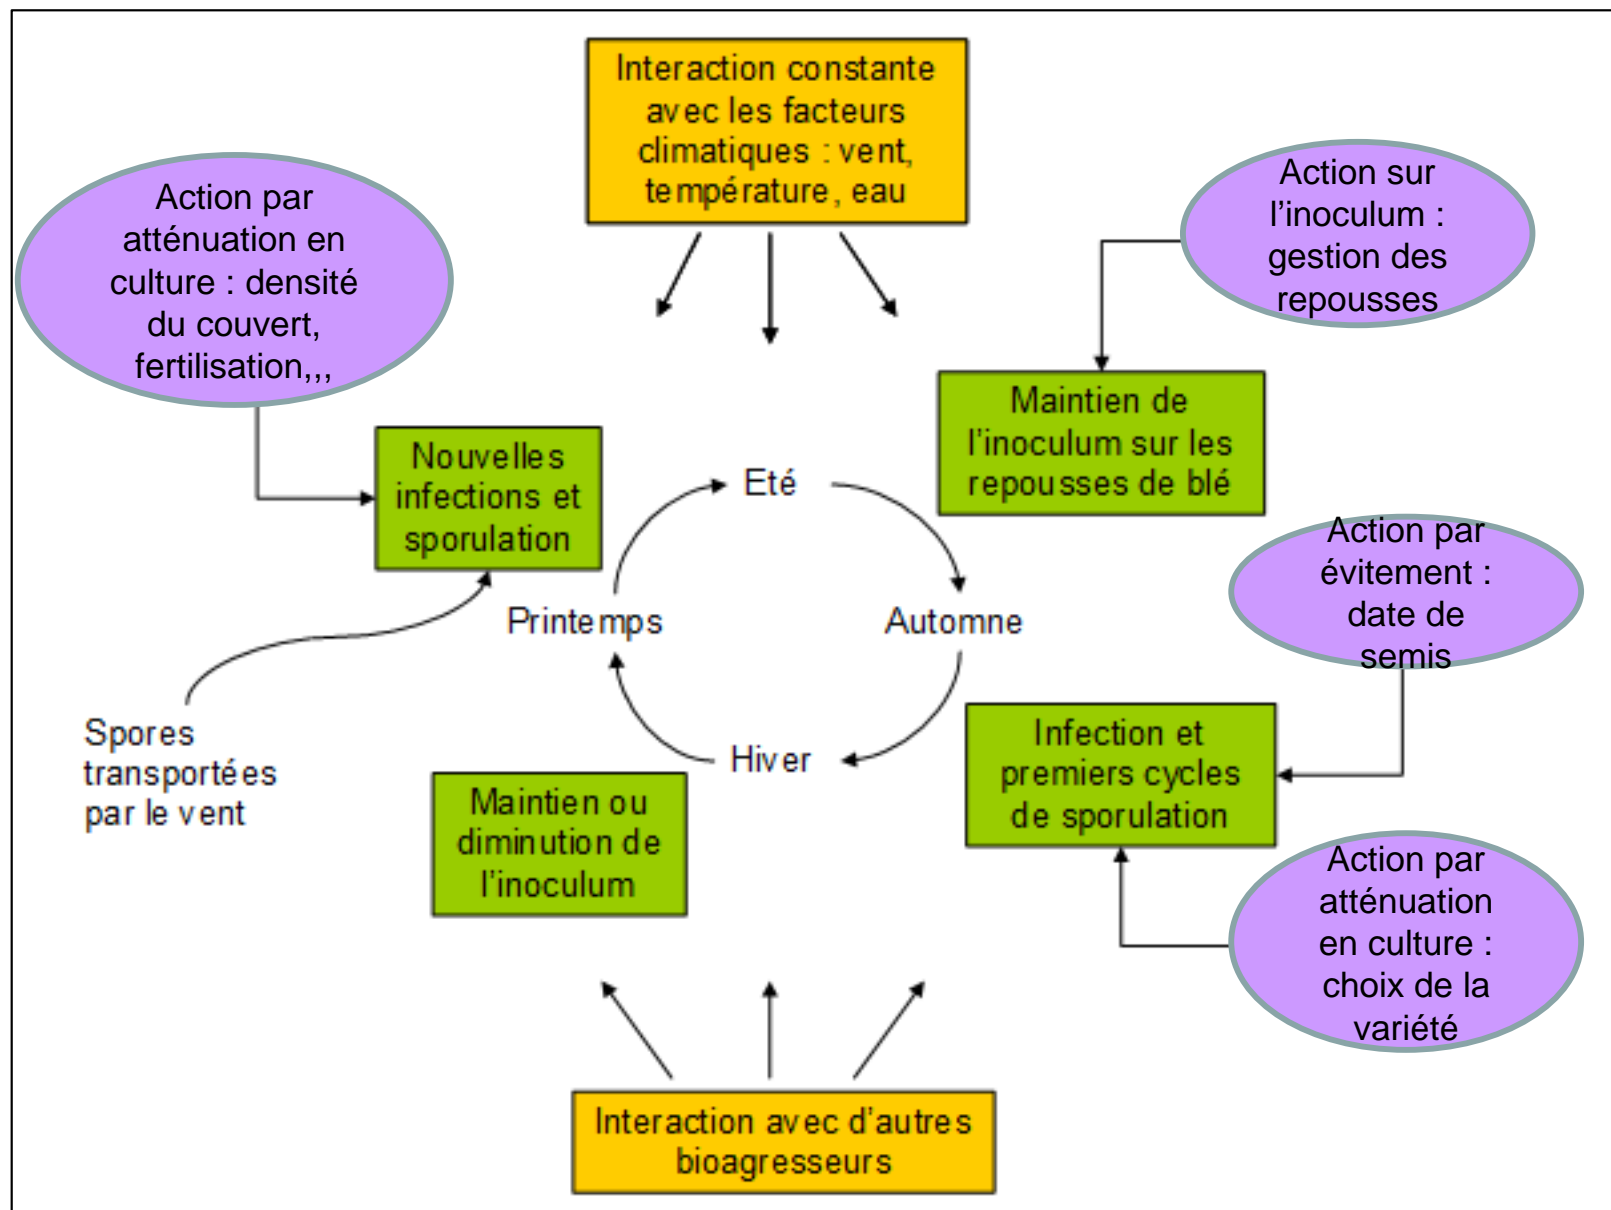 Interaction constante
avec les facteurs
climatiques : vent,
température, eau
Action par
atténuation en
culture : densité
du couvert,
fertilisation,,,
Action sur
l'inoculum :
gestion des
repousses
Nouvelles
infections et
sporulation
Maintien de
l'inoculum sur les
repousses de blé
Eté
Printemps
Automne
Hiver
Action par
évitement :
date de
semis
Spores
transportées
par le vent
Maintien ou
diminution de
l'inoculum
Infection et
premiers cycles
de sporulation
Action par
atténuation
en culture :
choix de la
variété
Interaction avec d'autres
bioagresseurs